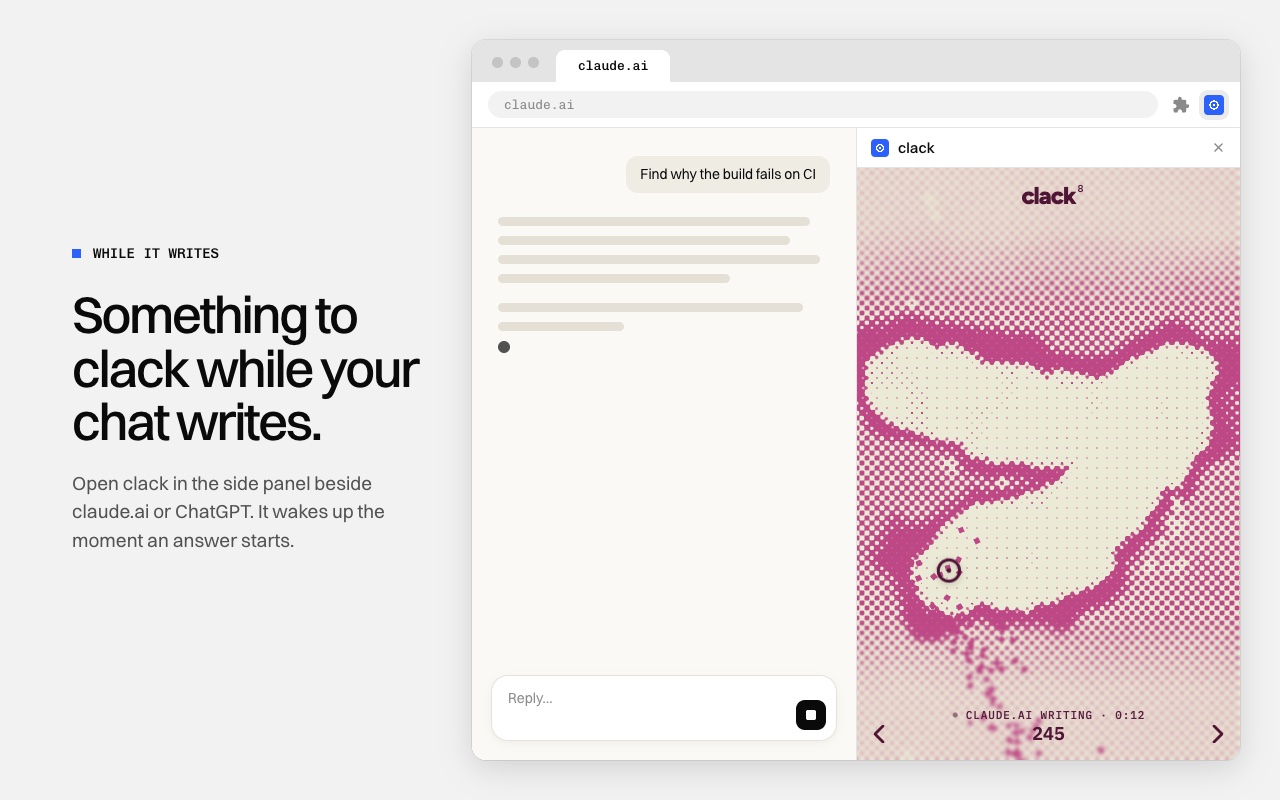 WHILE IT WRITES
Something to
clack while your
chat writes.
Open clack in the side panel beside
claude.ai or ChatGPT. It wakes up the
moment an answer starts.
claude.ai
claude.ai
Find why the build fails on CI
Reply...
clack
clack8
CLAUDE.AI WRITING · 0:12
245